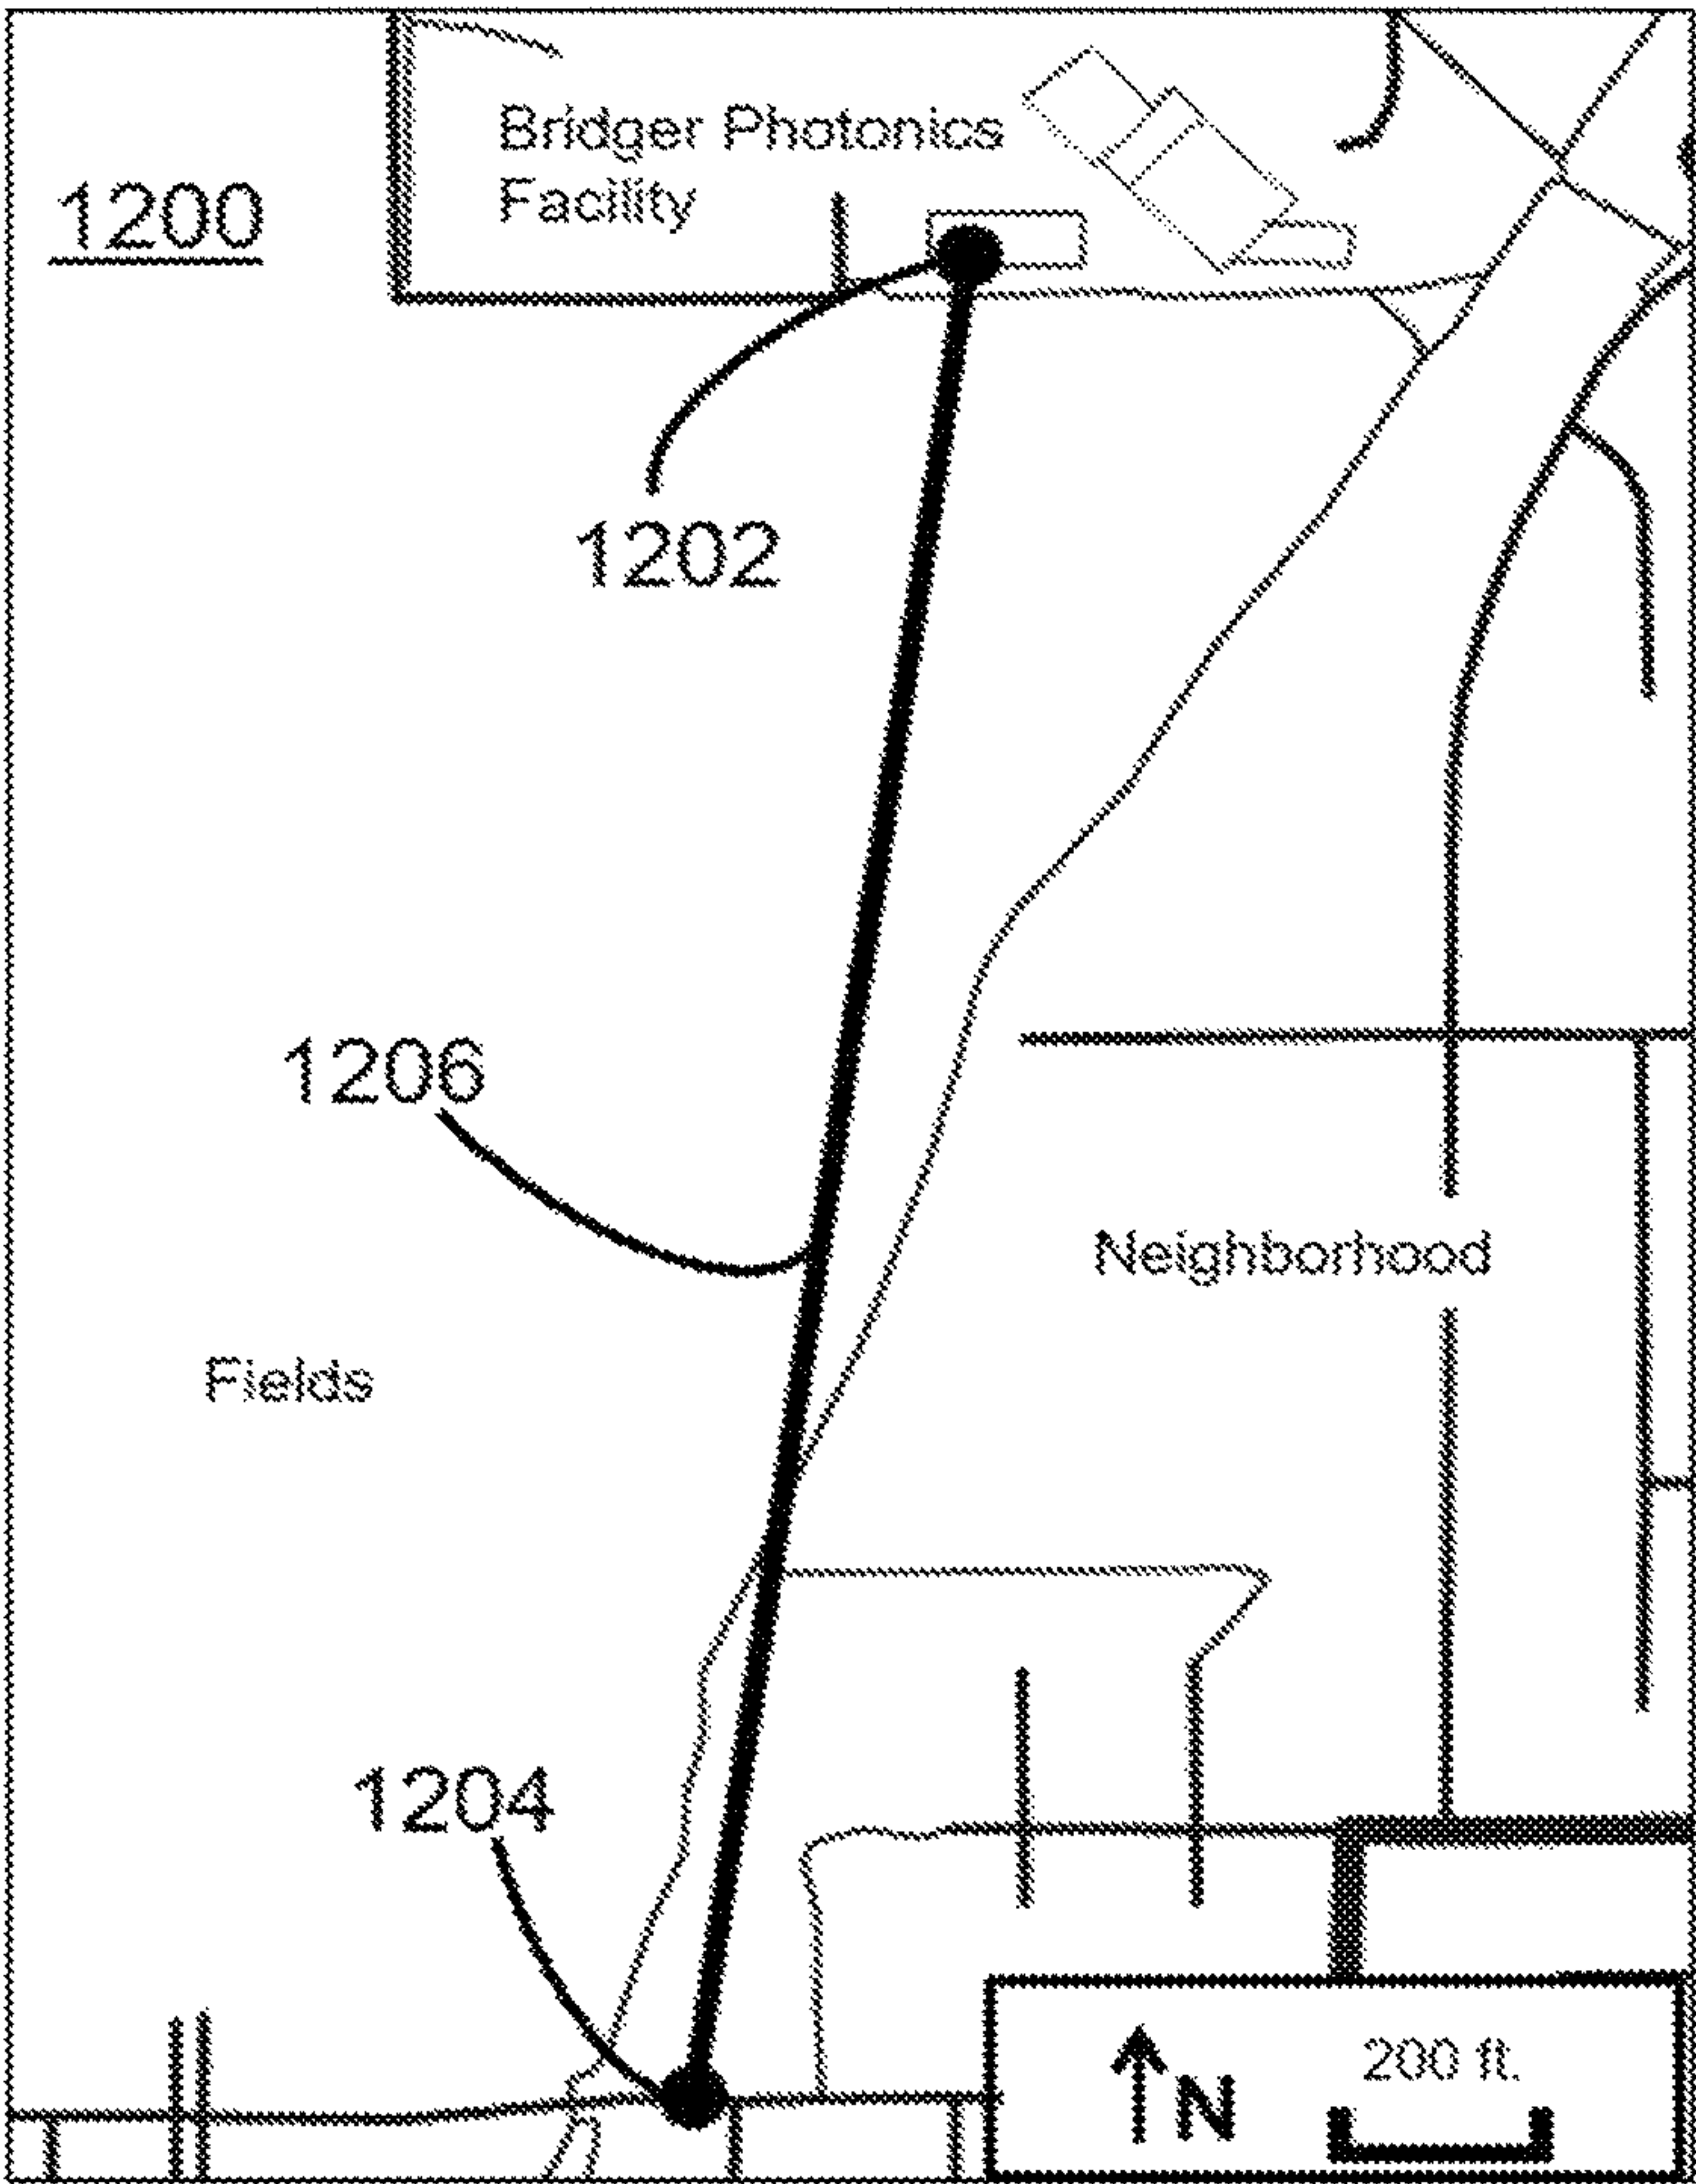 Bridger Photonics
Facility
1200
1202
1206
Neighborhood
Fields
1204
200 ft.
N